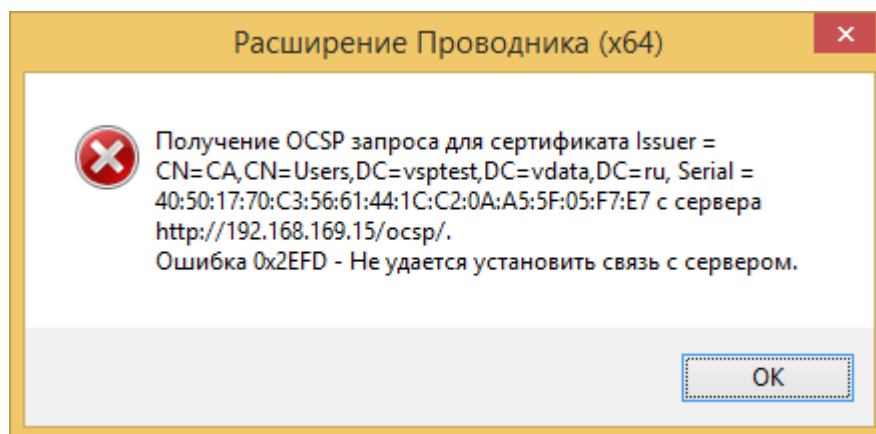 Расширение Проводника (x64)
Получение OCSP запроса для сертификата Issuer =
CN=CA,CN=Users,DC=vsptest,DC=vdata,DC=ru, Serial =
40:50:17:70:C3:56:61:44:1C:C2:0A:A5:5F:05:F7:E7 с сервера
http://192.168.169.15/ocsp/.
Ошибка 0x2EFD - Не удается установить связь с сервером.
ОК